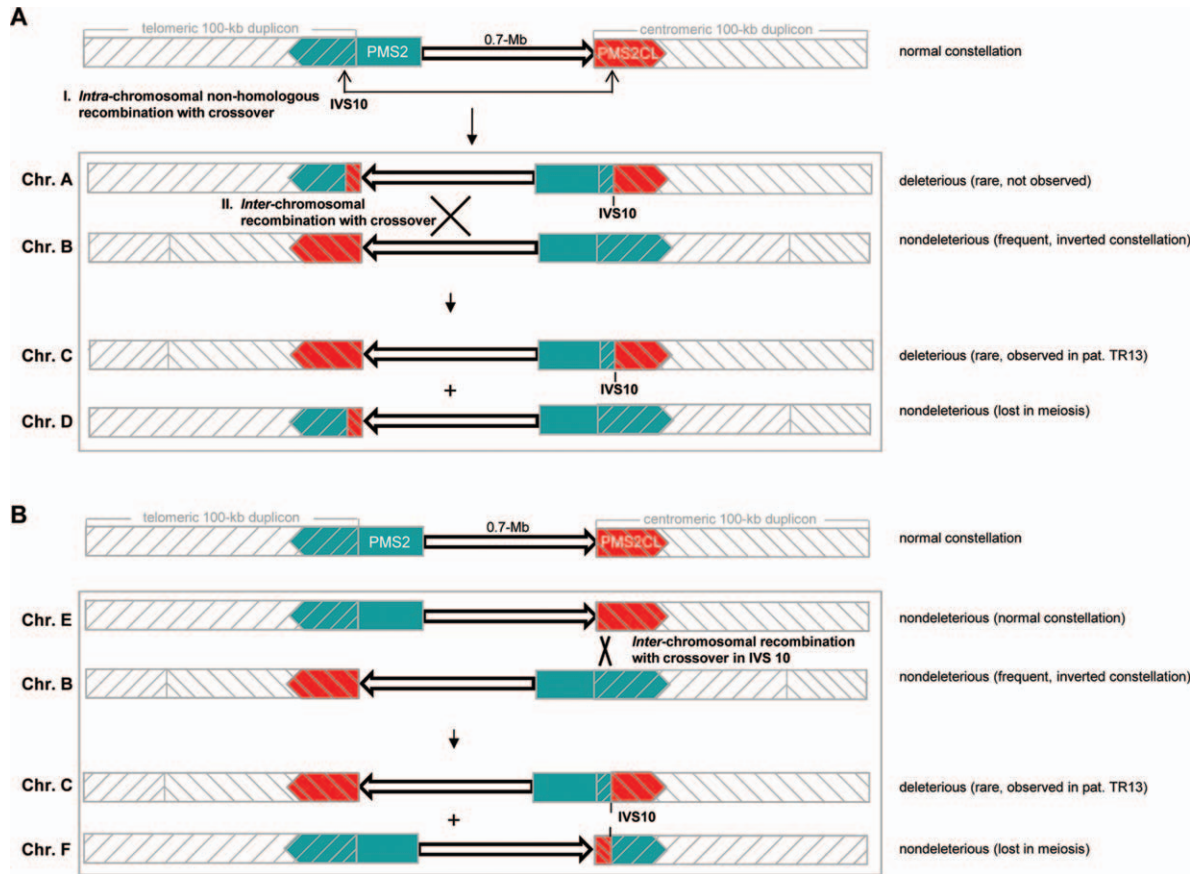 A
telomeric 100-kb duplicon
centromeric 100-kb duplicon
PMS2
0.7-Mb
PMS2CL
normal constellation
I. Intra-chromosomal non-homologous
recombination with crossover
IVS10
Chr. A
deleterious (rare, not observed)
II. Inter-chromosomal
recombination with crossover
IVS10
Chr. B
nondeleterious (frequent, inverted constellation)
Chr. C
deleterious (rare, observed in pat. TR13)
IVS10
+
Chr. D
nondeleterious (lost in meiosis)
B
telomeric 100-kb duplicon
centromeric 100-kb duplicon
PMS2
0.7-Mb
PMS2CL
normal constellation
Chr. E
nondeleterious (normal constellation)
Inter-chromosomal recombination
with crossover in IVS 10
Chr. B
nondeleterious (frequent, inverted constellation)
Chr. C
deleterious (rare, observed in pat. TR13)
IVS10
+
Chr. F
nondeleterious (lost in meiosis)